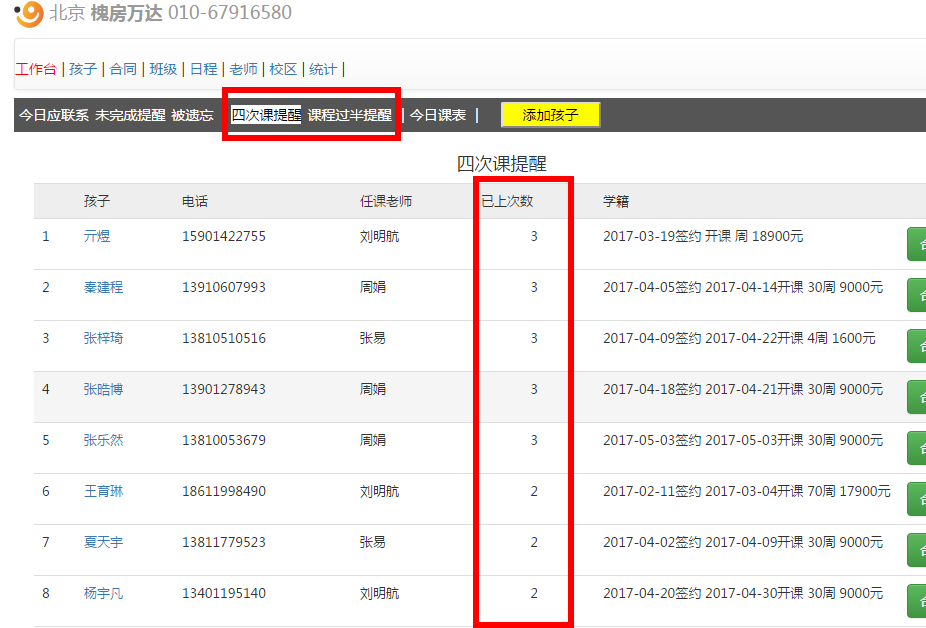 北京 槐房万达 010-67916580
工作台 | 孩子 | 合同 | 班级 | 日程 | 老师 | 校区 | 统计 |
今日应联系 未完成提醒 被遗忘 四次课提醒 课程过半提醒 | 今日课表 | 添加孩子
四次课提醒
孩子 电话 任课老师 已上次数 学籍
1 亓煜 15901422755 刘明航 3 2017-03-19签约 开课 周 18900元
2 秦建程 13910607993 周娟 3 2017-04-05签约 2017-04-14开课 30周 9000元
3 张梓琦 13810510516 张易 3 2017-04-09签约 2017-04-22开课 4周 1600元
4 张皓博 13901278943 周娟 3 2017-04-18签约 2017-04-21开课 30周 9000元
5 张乐然 13810053679 周娟 3 2017-05-03签约 2017-05-03开课 30周 9000元
6 王育琳 18611998490 刘明航 2 2017-02-11签约 2017-03-04开课 70周 17900元
7 夏天宇 13811779523 张易 2 2017-04-02签约 2017-04-09开课 30周 9000元
8 杨宇凡 13401195140 刘明航 2 2017-04-20签约 2017-04-30开课 30周 9000元